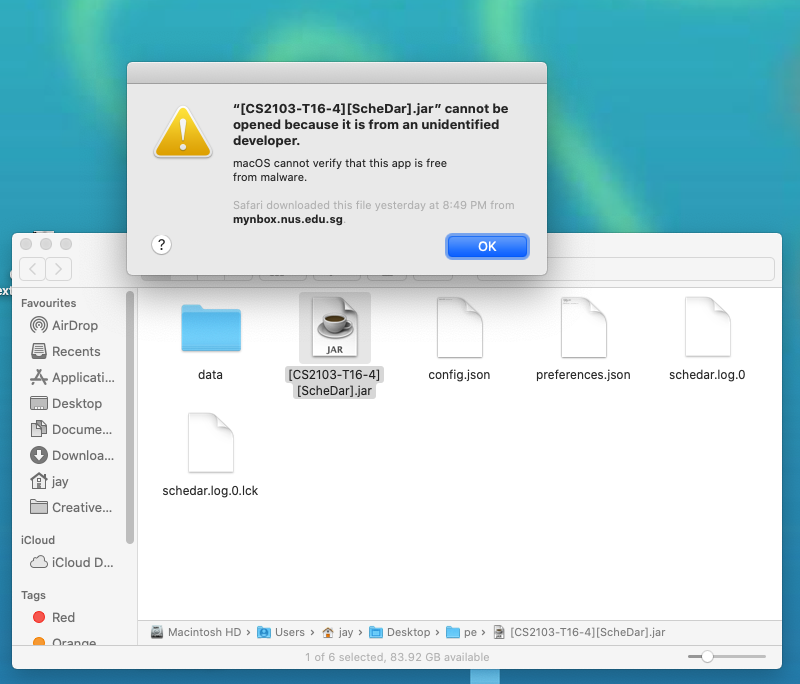 “[CS2103-T16-4][ScheDar].jar” cannot be
opened because it is from an unidentified
developer.
macOS cannot verify that this app is free
from malware.
Safari downloaded this file yesterday at 8:49 PM from
mynbox.nus.edu.sg.
?
OK
Favourites
AirDrop
Recents
Applicati...
Desktop
Docume...
Downloa...
jay
Creative...
iCloud
iCloud D...
Tags
Red
Orange
data
JAR
[CS2103-T16-4]
[ScheDar].jar
config.json
preferences.json
schedar.log.0
schedar.log.0.lck
Macintosh HD › Users › jay › Desktop › pe › [CS2103-T16-4][ScheDar].jar
1 of 6 selected, 83.92 GB available